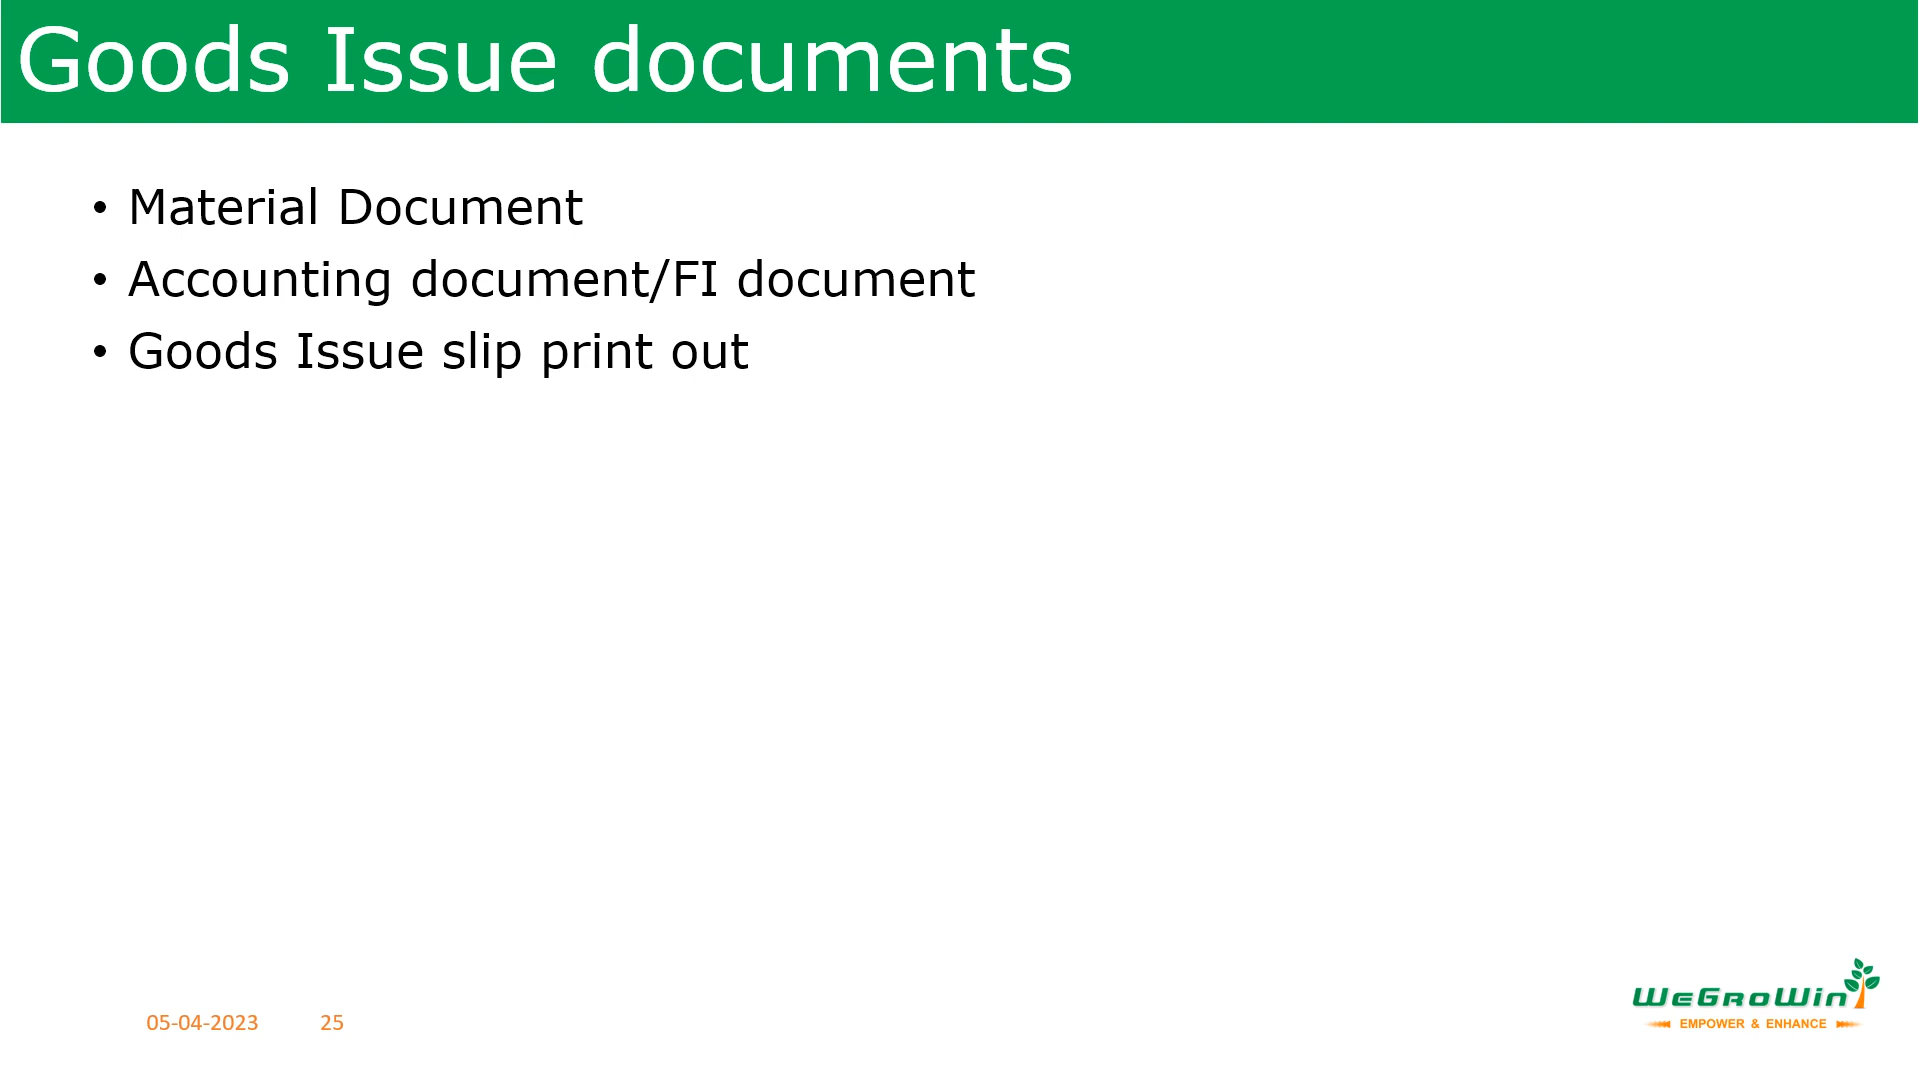 Goods Issue documents
• Material Document
• Accounting document/FI document
• Goods Issue slip print out
05-04-2023 25
WeGroWin
EMPOWER & ENHANCE